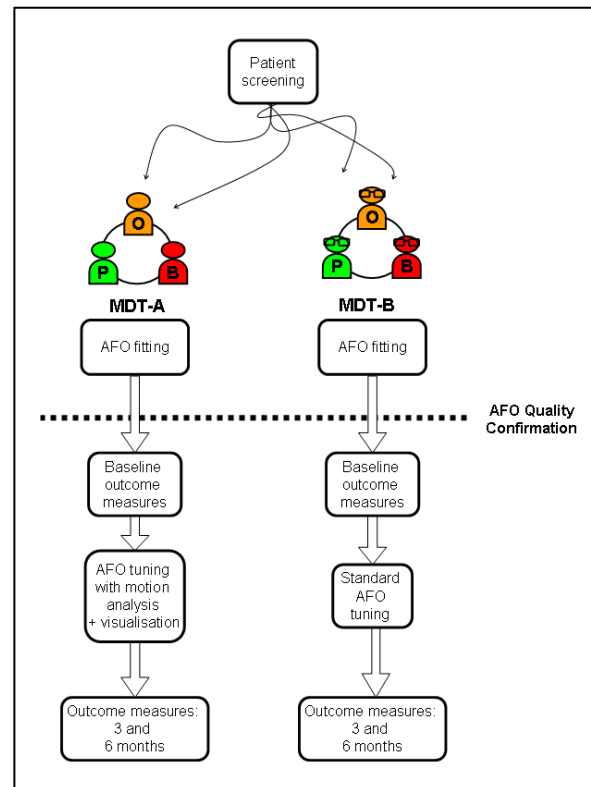 Patient
screening
O
P
B
O
P
B
MDT-A
MDT-B
AFO fitting
AFO fitting
AFO Quality
Confirmation
Baseline
outcome
measures
Baseline
outcome
measures
AFO tuning
with motion
analysis
+ visualisation
Standard
AFO
tuning
Outcome measures:
3 and
6 months
Outcome measures:
3 and
6 months